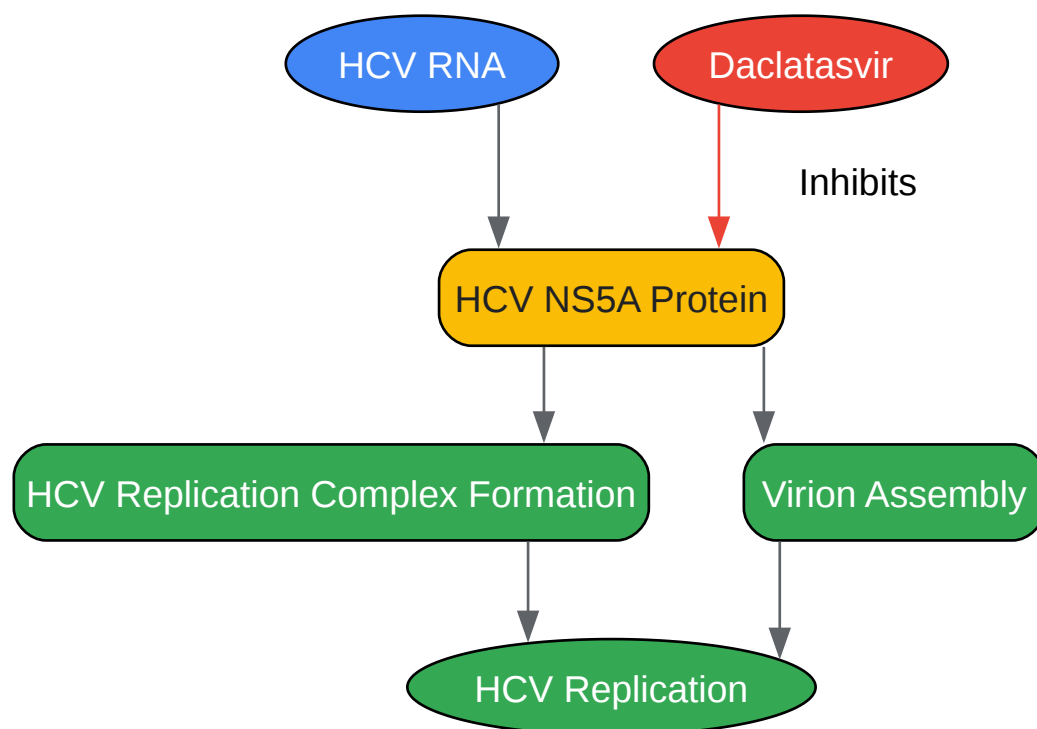 HCV RNA
Daclatasvir
Inhibits
HCV NS5A Protein
HCV Replication Complex Formation
Virion Assembly
HCV Replication